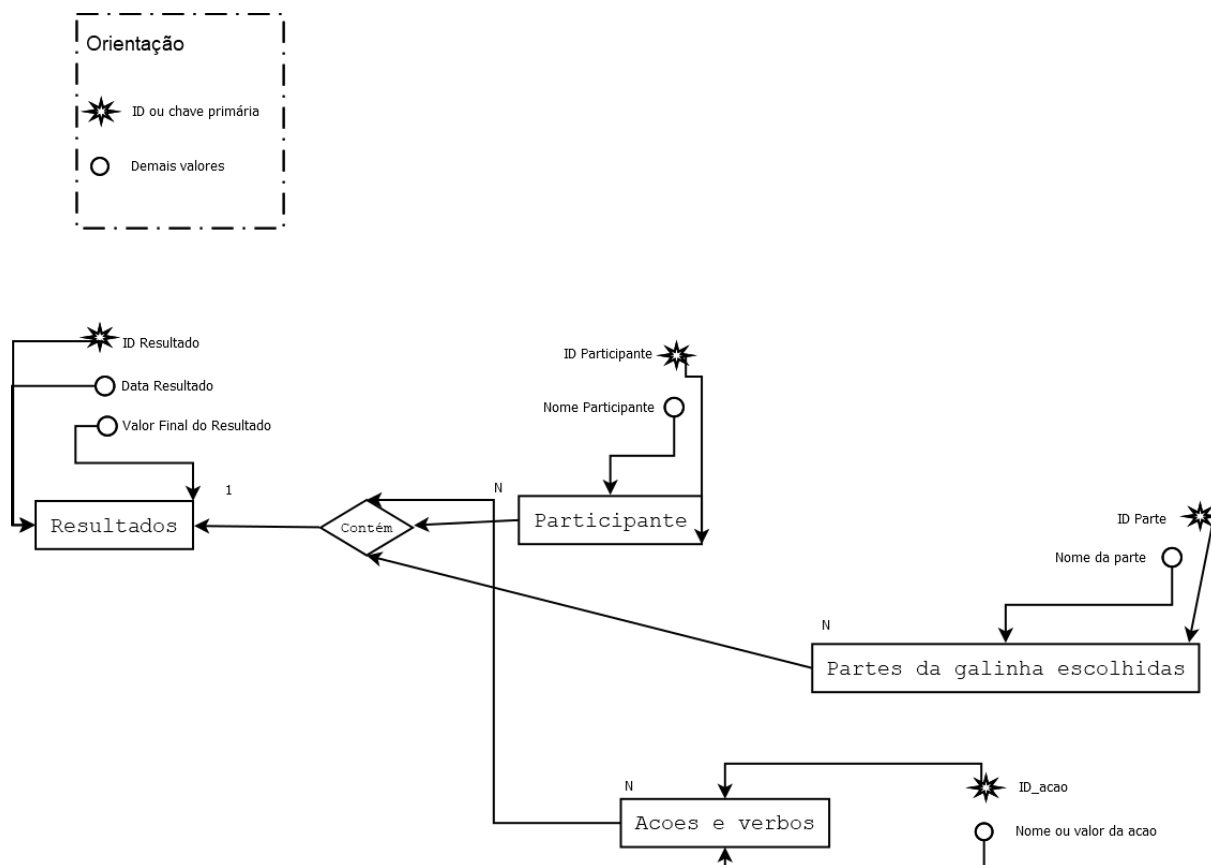 Orientação
ID ou chave primária
Demais valores
ID Resultado
Data Resultado
Valor Final do Resultado
1
Resultados
Contém
ID Participante
Nome Participante
N
Participante
ID Parte
Nome da parte
N
Partes da galinha escolhidas
N
Acoes e verbos
ID_acao
Nome ou valor da acao